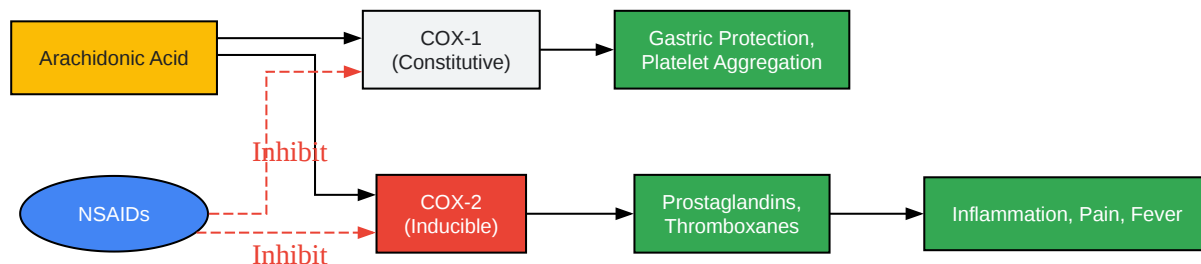 Arachidonic Acid
COX-1
(Constitutive)
Gastric Protection,
Platelet Aggregation
Inhibit
NSAIDs
COX-2
(Inducible)
Prostaglandins,
Thromboxanes
Inflammation, Pain, Fever
Inhibit